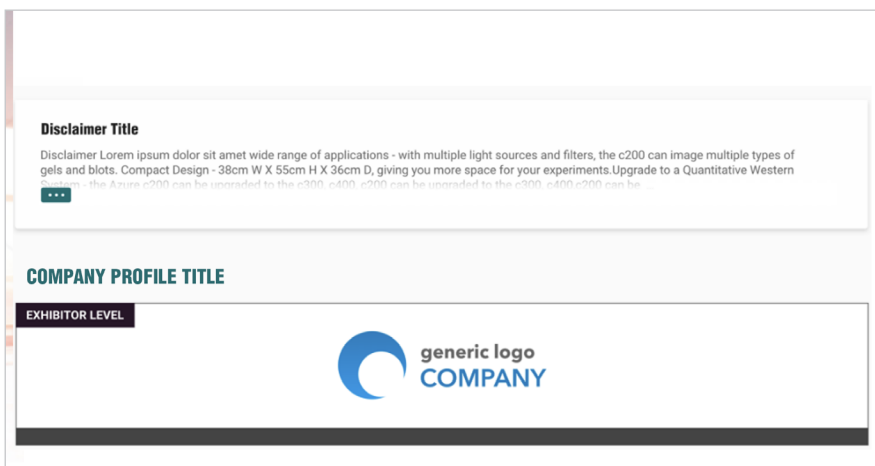 Disclaimer Title
Disclaimer Lorem ipsum dolor sit amet wide range of applications - with multiple light sources and filters, the c200 can image multiple types of
gels and blots. Compact Design - 38cm W X 55cm H X 36cm D, giving you more space for your experiments.Upgrade to a Quantitative Western
System - the Azure c200 can be upgraded to the c300, c400, c200 can be upgraded to the c300, c400,c200 can be ...
COMPANY PROFILE TITLE
EXHIBITOR LEVEL
generic logo
COMPANY